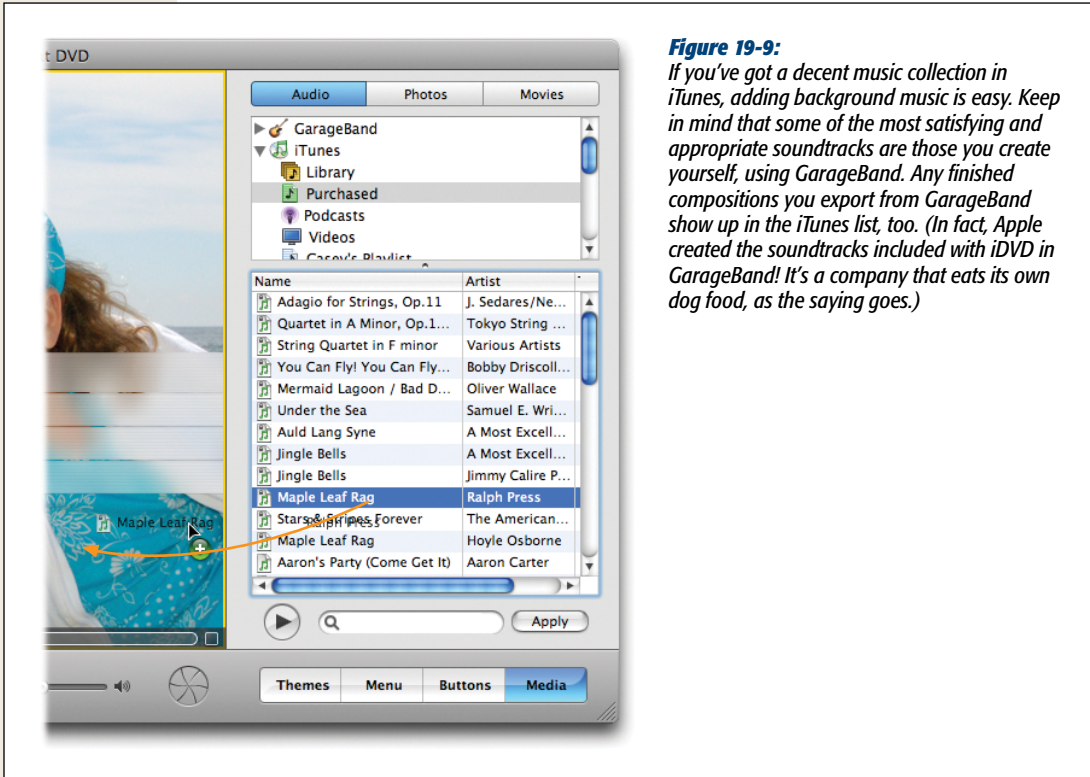 t DVD
Audio Photos Movies
GarageBand
iTunes
Library
Purchased
Podcasts
Videos
Casey's Playlist
Name Artist
Adagio for Strings, Op.11 J. Sedares/Ne...
Quartet in A Minor, Op.1... Tokyo String ...
String Quartet in F minor Various Artists
You Can Fly! You Can Fly... Bobby Driscoll...
Mermaid Lagoon / Bad D... Oliver Wallace
Under the Sea Samuel E. Wri...
Auld Lang Syne A Most Excell...
Jingle Bells A Most Excell...
Jingle Bells Jimmy Calire P...
Maple Leaf Rag Ralph Press
Stars & Stripes Forever The American...
Maple Leaf Rag Hoyle Osborne
Aaron's Party (Come Get It) Aaron Carter
Maple Leaf Rag
Ralph Press
Apply
Themes Menu Buttons Media
Figure 19-9:
If you've got a decent music collection in
iTunes, adding background music is easy. Keep
in mind that some of the most satisfying and
appropriate soundtracks are those you create
yourself, using GarageBand. Any finished
compositions you export from GarageBand
show up in the iTunes list, too. (In fact, Apple
created the soundtracks included with iDVD in
GarageBand! It's a company that eats its own
dog food, as the saying goes.)